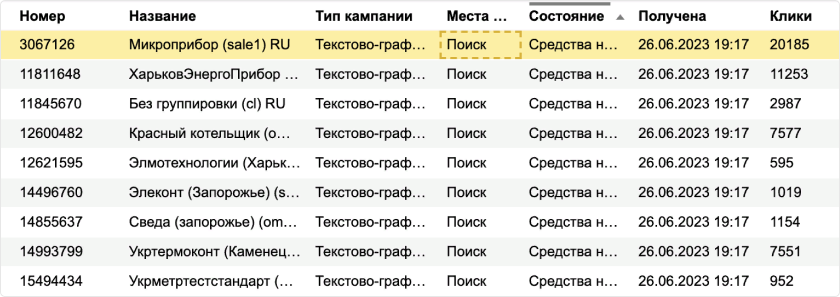 Номер Название Тип кампании Места ... Состояние Получена Клики
3067126 Микроприбор (sale1) RU Текстово-граф... Поиск Средства н... 26.06.2023 19:17 20185
11811648 ХарьковЭнергоПрибор ... Текстово-граф... Поиск Средства н... 26.06.2023 19:17 11253
11845670 Без группировки (cl) RU Текстово-граф... Поиск Средства н... 26.06.2023 19:17 2987
12600482 Красный котельщик (о... Текстово-граф... Поиск Средства н... 26.06.2023 19:17 7577
12621595 Элмотехнологии (Харьк... Текстово-граф... Поиск Средства н... 26.06.2023 19:17 595
14496760 Элеконт (Запорожье) (s... Текстово-граф... Поиск Средства н... 26.06.2023 19:17 1019
14855637 Сведа (запорожье) (om... Текстово-граф... Поиск Средства н... 26.06.2023 19:17 1154
14993799 Укртермоконт (Каменец... Текстово-граф... Поиск Средства н... 26.06.2023 19:17 7551
15494434 Укрметртестстандарт (... Текстово-граф... Поиск Средства н... 26.06.2023 19:17 952